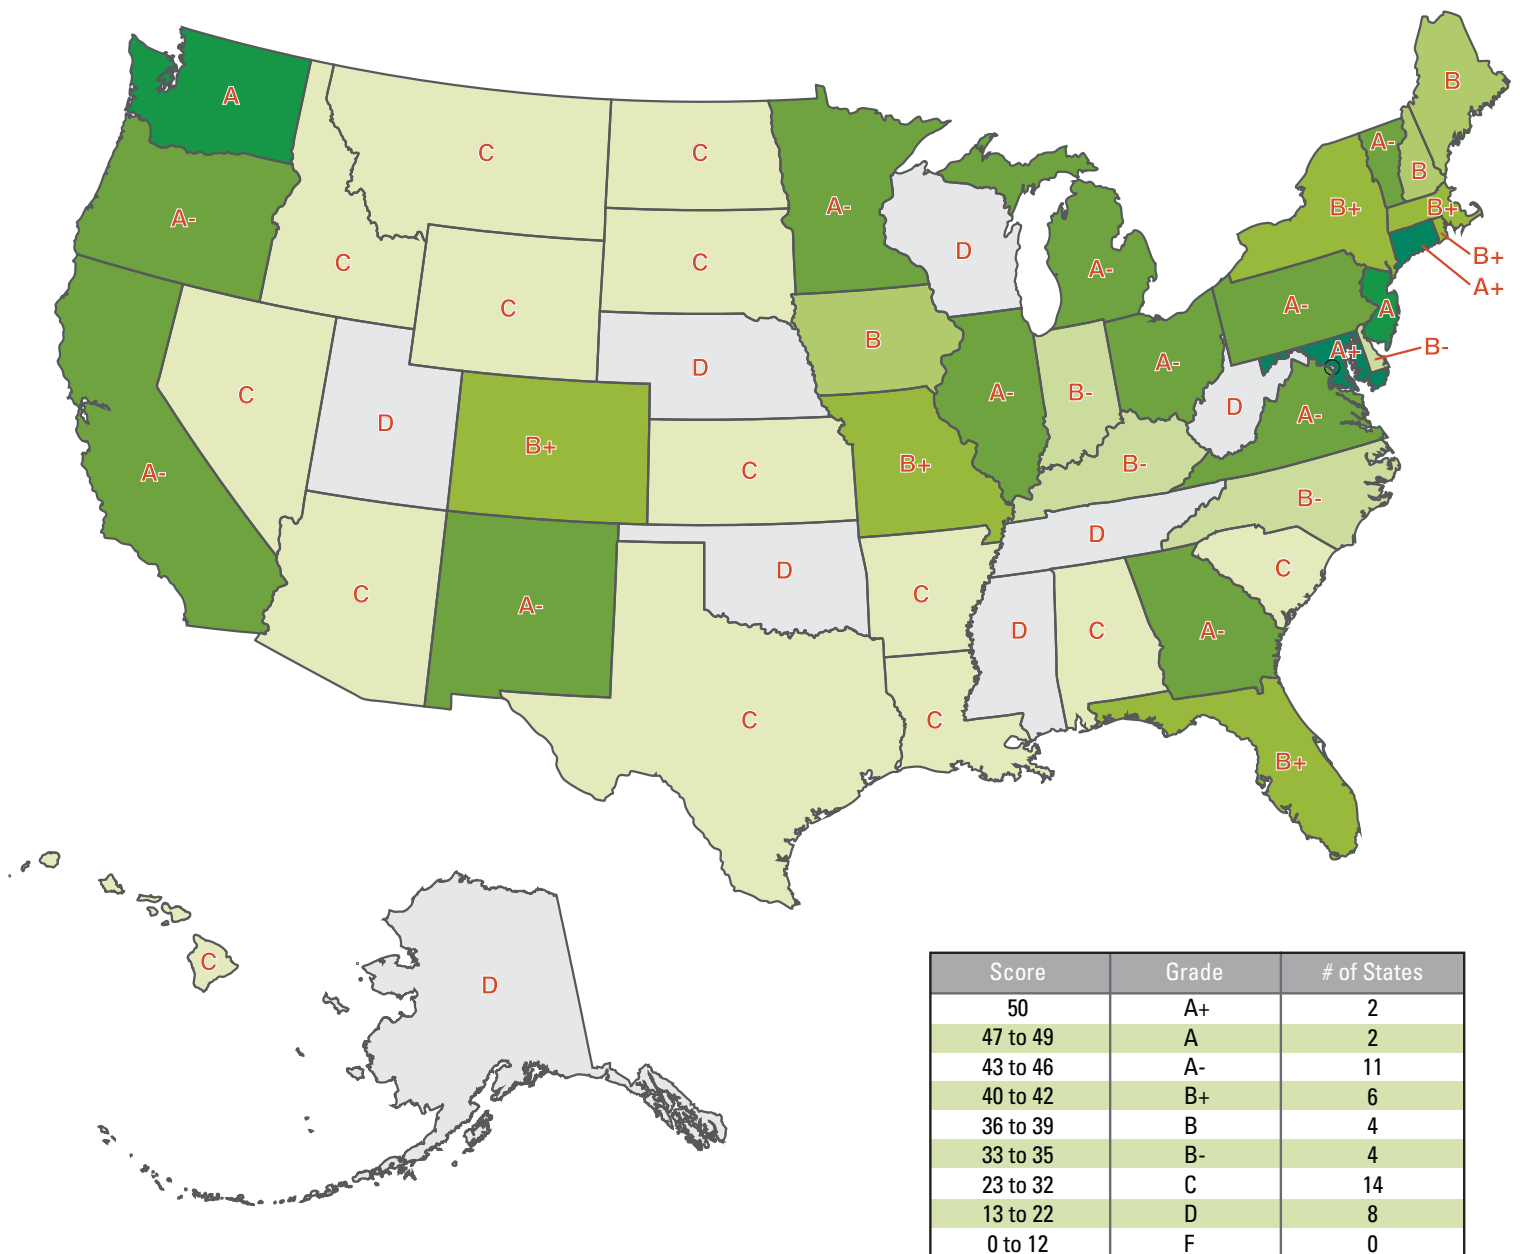 B
A
A-
C
C
B
A-
A-
B+
B+
A-
D
B+
C
C
A-
A+
C
A-
A
B
A+
B-
D
A-
C
A-
B-
D
A-
D
B+
A-
B+
B-
A-
C
B-
D
C
D
C
C
A-
D
C
A-
C
C
B+
C
D
Score Grade # of States
50 A+ 2
47 to 49 A 2
43 to 46 A- 11
40 to 42 B+ 6
36 to 39 B 4
33 to 35 B- 4
23 to 32 C 14
13 to 22 D 8
0 to 12 F 0